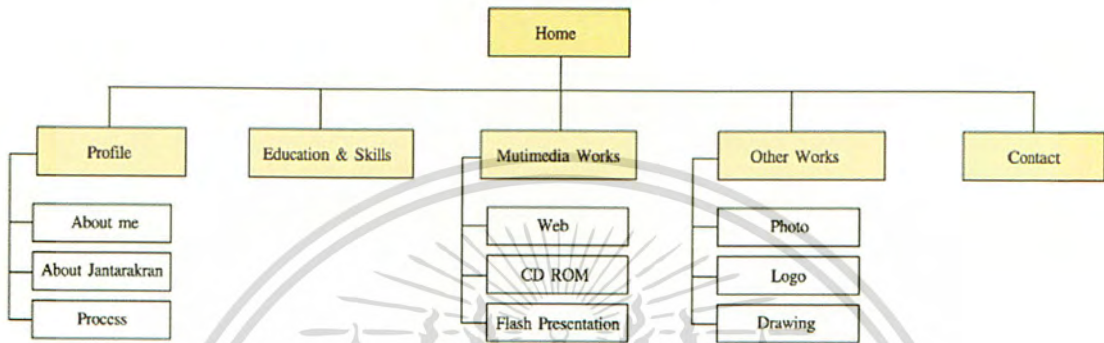 Home
Profile
Education & Skills
Mutimedia Works
Other Works
Contact
About me
About Jantarakran
Process
Web
CD ROM
Flash Presentation
Photo
Logo
Drawing